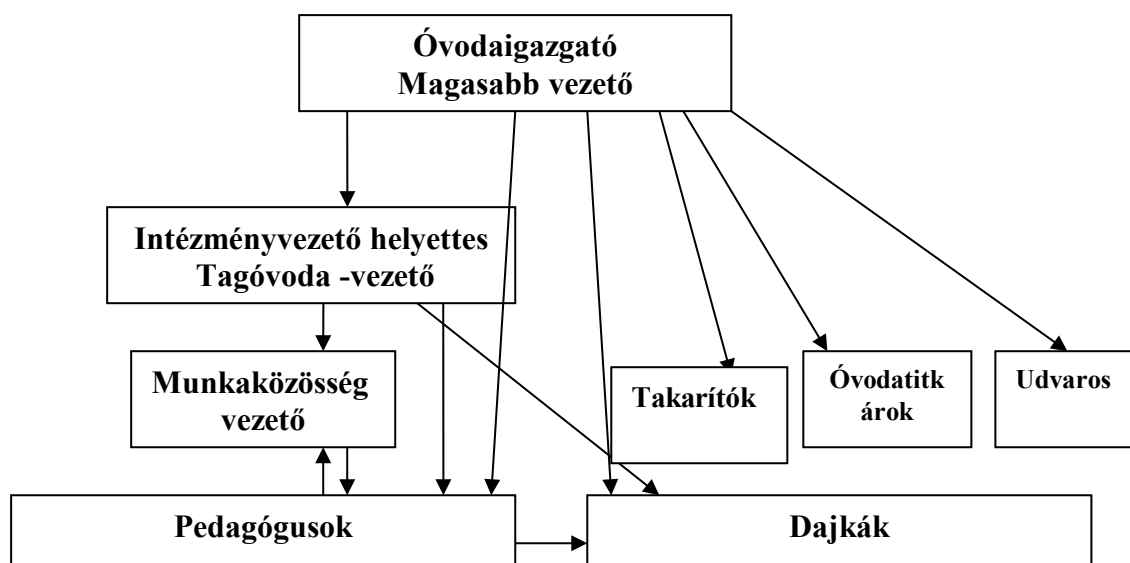 Óvodaigazgató
Magasabb vezető
Intézményvezető helyettes
Tagóvoda -vezető
Munkaközösség
vezető
Takarítók
Óvodatitk
árok
Udvaros
Pedagógusok
Dajkák